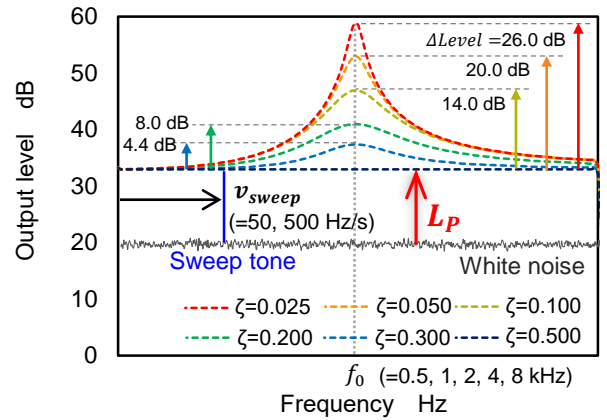 60
50
40
30
20
10
0
Output level dB
ΔLevel =26.0 dB
20.0 dB
14.0 dB
8.0 dB
4.4 dB
v_sweep
(=50, 500 Hz/s)
L_P
Sweep tone
White noise
ζ=0.025 ζ=0.050 ζ=0.100
ζ=0.200 ζ=0.300 ζ=0.500
f_0 (=0.5, 1, 2, 4, 8 kHz)
Frequency Hz